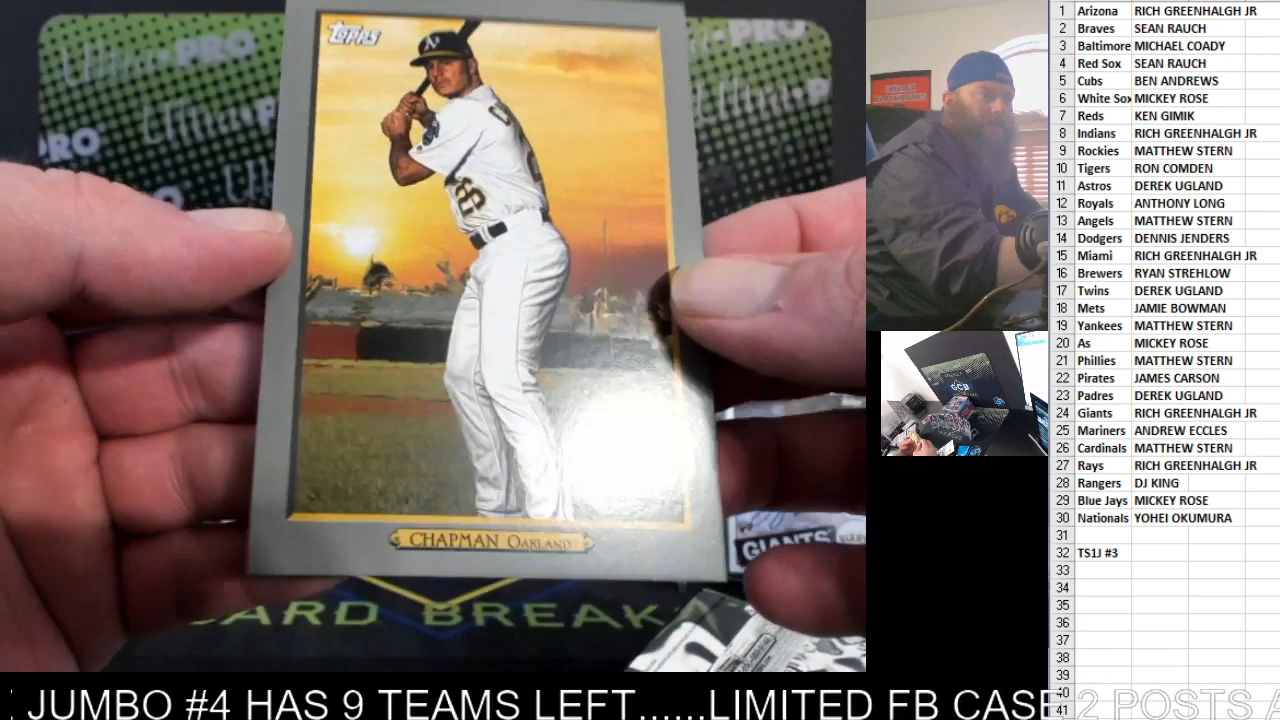 Topps
A's
26
CHAPMAN OAKLAND
GIANTS
CARD BREAK
PRO
1 Arizona RICH GREENHALGH JR
2 Braves SEAN RAUCH
3 Baltimore MICHAEL COADY
4 Red Sox SEAN RAUCH
5 Cubs BEN ANDREWS
6 White Sox MICKEY ROSE
7 Reds KEN GIMIK
8 Indians RICH GREENHALGH JR
9 Rockies MATTHEW STERN
10 Tigers RON COMDEN
11 Astros DEREK UGLAND
12 Royals ANTHONY LONG
13 Angels MATTHEW STERN
14 Dodgers DENNIS JENDERS
15 Miami RICH GREENHALGH JR
16 Brewers RYAN STREHLOW
17 Twins DEREK UGLAND
18 Mets JAMIE BOWMAN
19 Yankees MATTHEW STERN
20 As MICKEY ROSE
21 Phillies MATTHEW STERN
22 Pirates JAMES CARSON
23 Padres DEREK UGLAND
24 Giants RICH GREENHALGH JR
25 Mariners ANDREW ECCLES
26 Cardinals MATTHEW STERN
27 Rays RICH GREENHALGH JR
28 Rangers DJ KING
29 Blue Jays MICKEY ROSE
30 Nationals YOHEI OKUMURA
31
32 TS1J #3
33
34
35
36
37
38
39
40
41
JUMBO #4 HAS 9 TEAMS LEFT......LIMITED FB CASE 2 POSTS A